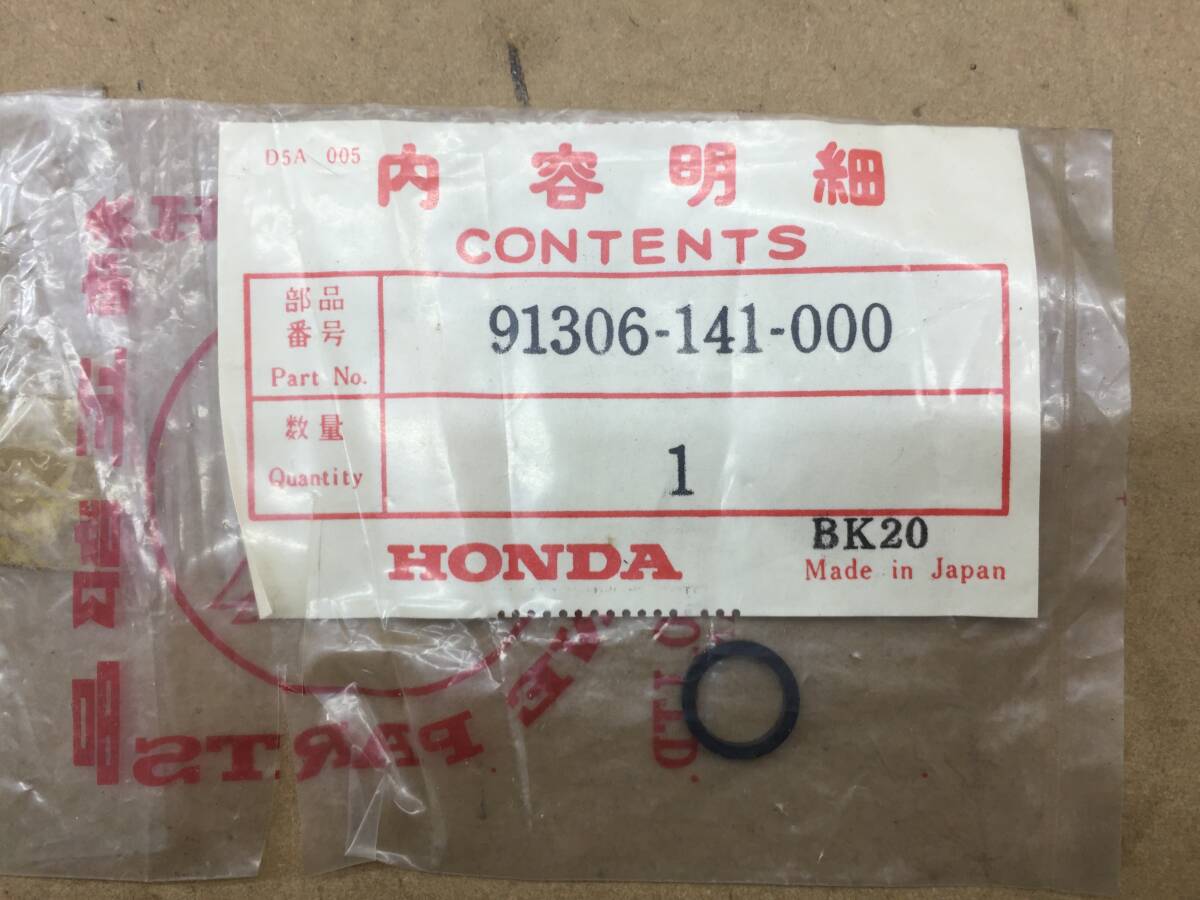 D5A 005
内容明細
CONTENTS
部品
番号
Part No.
91306-141-000
数量
Quantity
1
BK20
HONDA
Made in Japan
PARTS